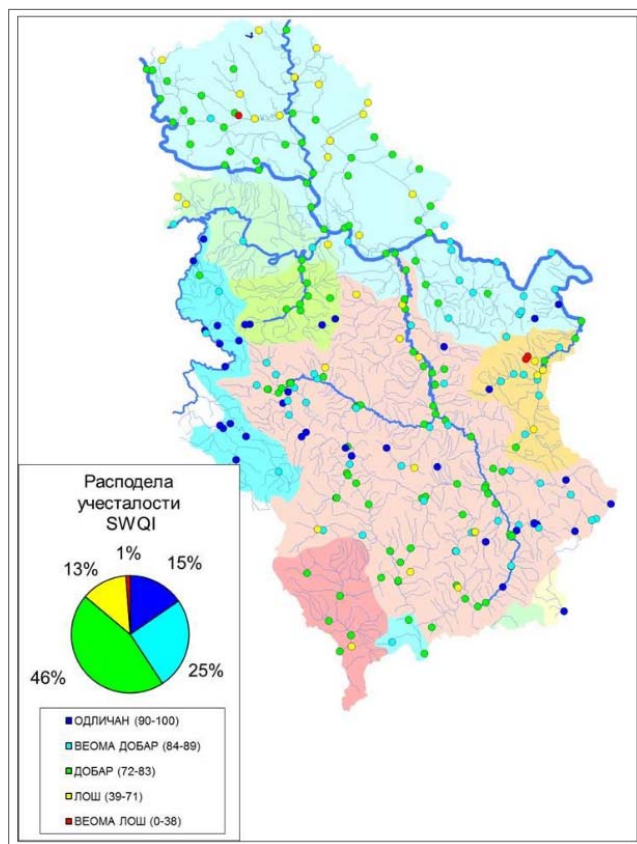 Расподела
учесталости
SWQI
1%
13%
15%
46%
25%
ОДЛИЧАН (90-100)
ВЕОМА ДОБАР (84-89)
ДОБАР (72-83)
ЛОШ (39-71)
ВЕОМА ЛОШ (0-38)